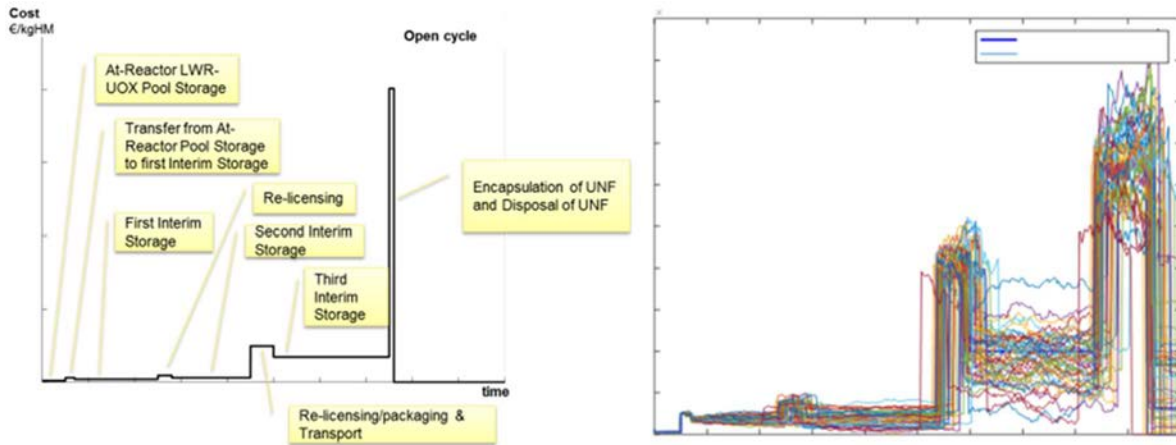 Cost
€/kgHM
Open cycle
At-Reactor LWR-
UOX Pool Storage
Transfer from At-
Reactor Pool Storage
to first Interim Storage
Re-licensing
Encapsulation of UNF
and Disposal of UNF
First Interim
Storage
Second Interim
Storage
Third
Interim
Storage
time
Re-licensing/packaging &
Transport